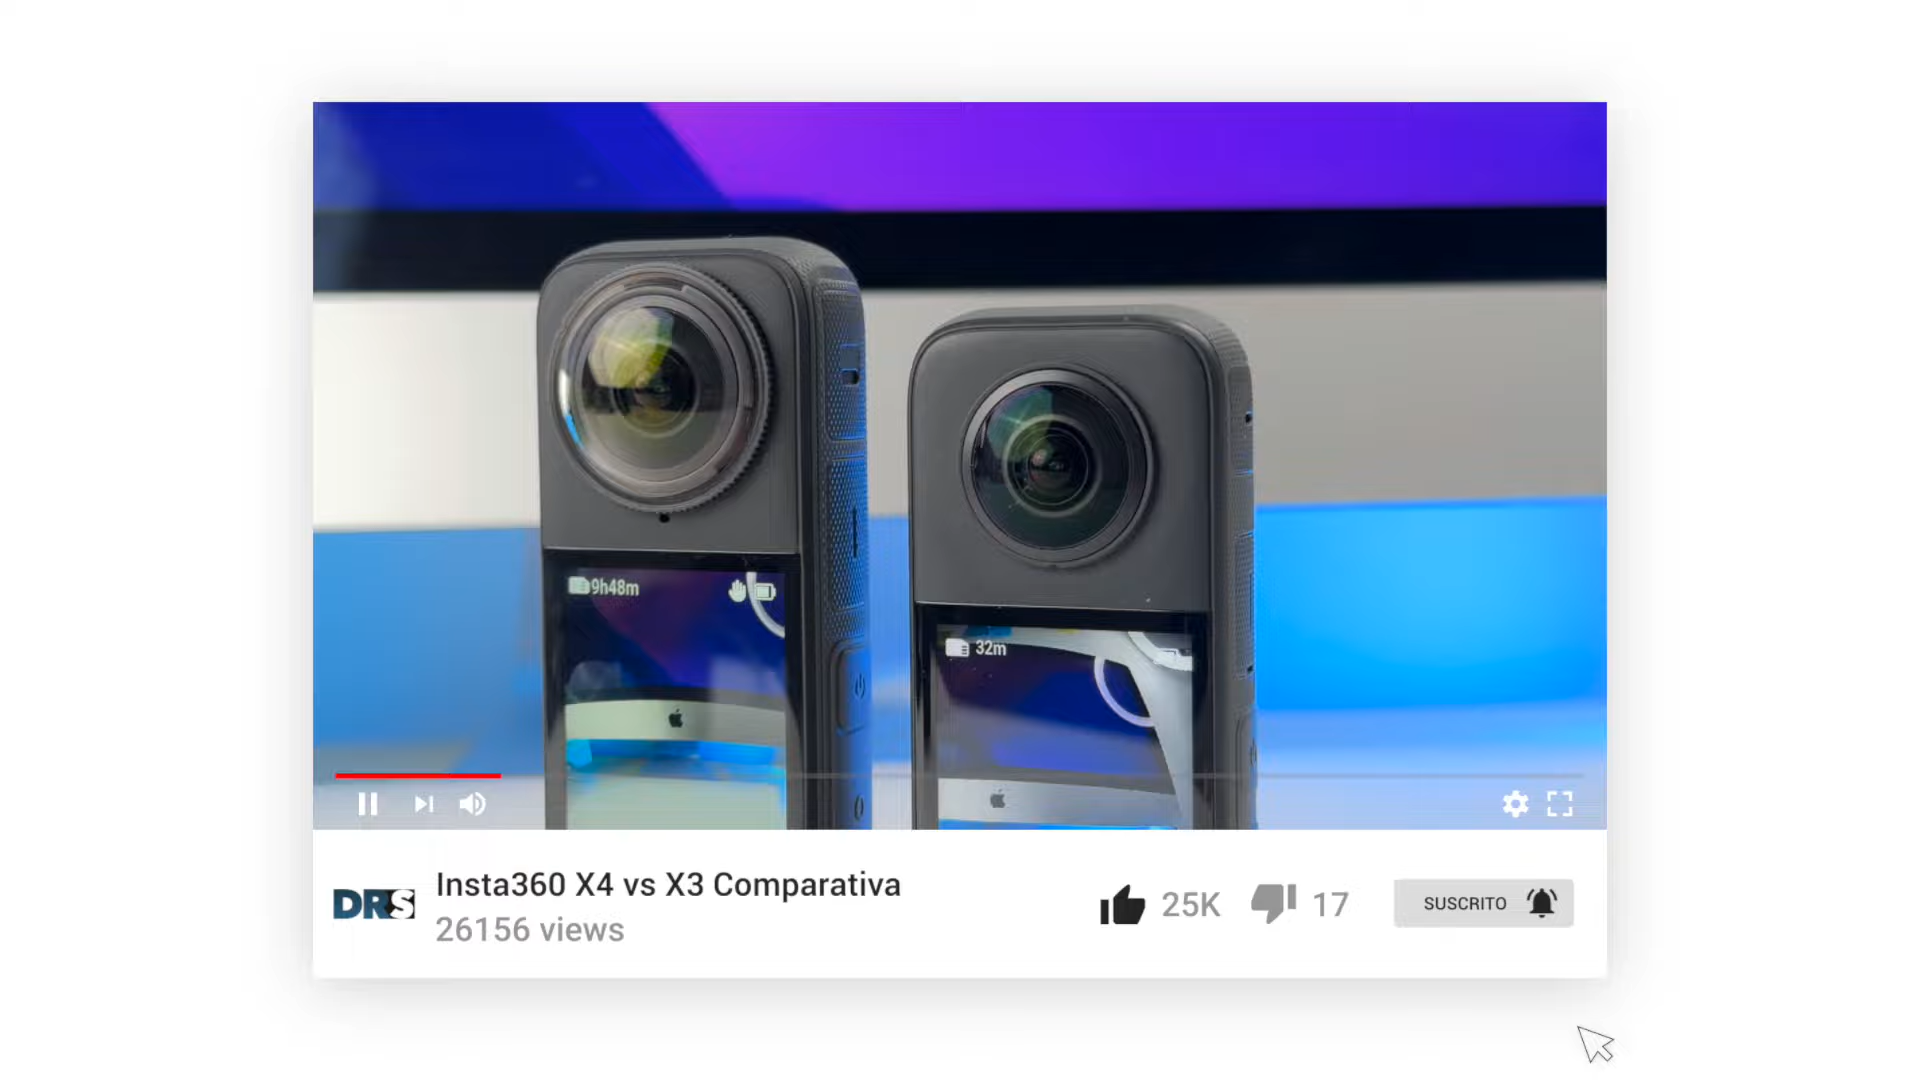 9h48m
32m
DRS
Insta360 X4 vs X3 Comparativa
26156 views
25K
17
SUSCRITO